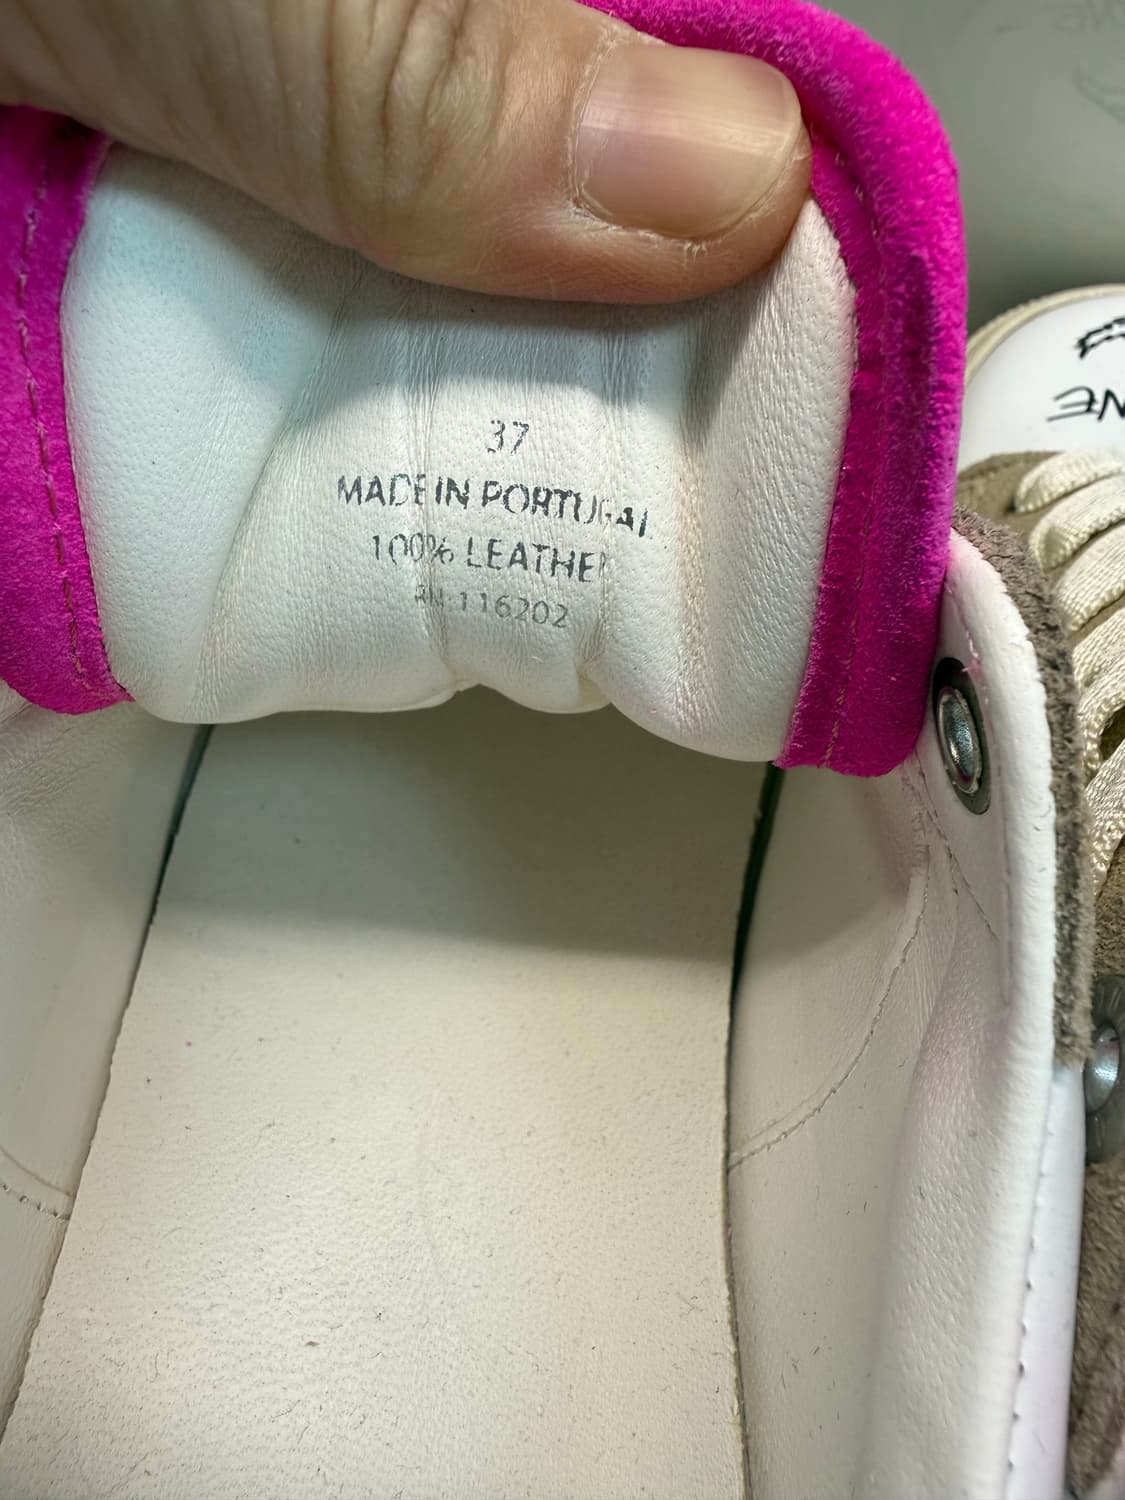 37
MADE IN PORTUGAL
100% LEATHER
RN 116202